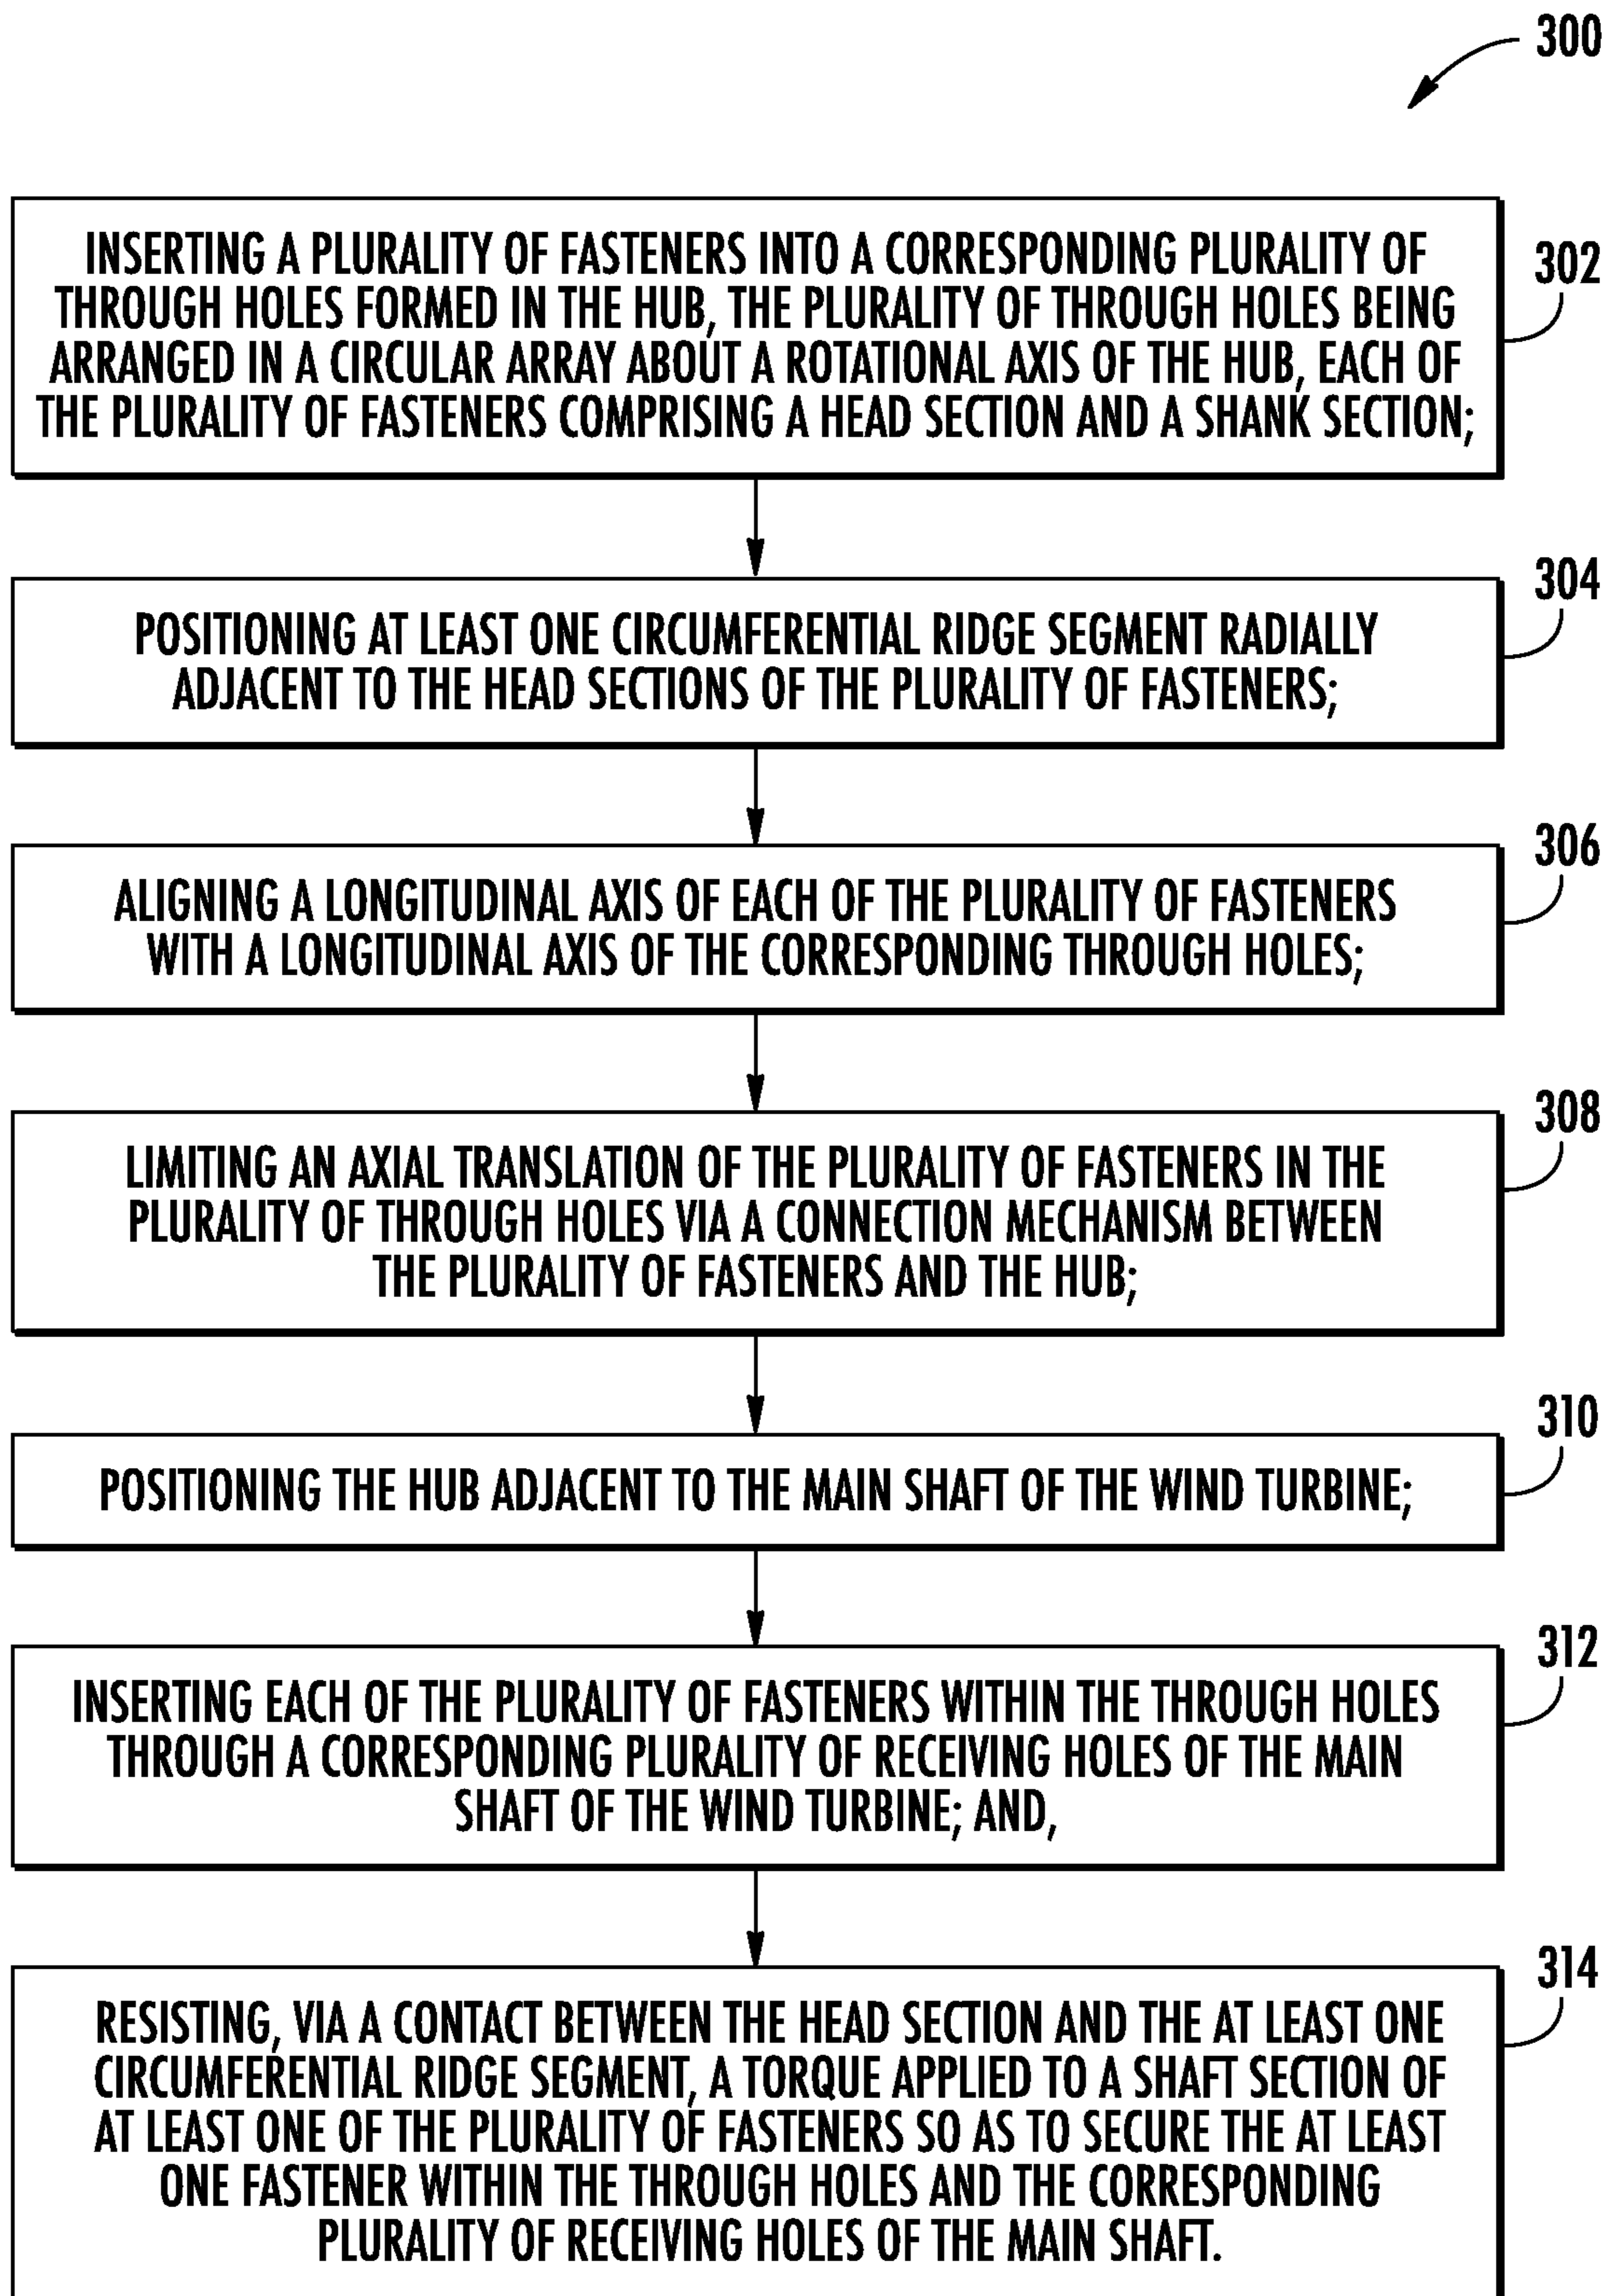 300
INSERTING A PLURALITY OF FASTENERS INTO A CORRESPONDING PLURALITY OF
THROUGH HOLES FORMED IN THE HUB, THE PLURALITY OF THROUGH HOLES BEING
ARRANGED IN A CIRCULAR ARRAY ABOUT A ROTATIONAL AXIS OF THE HUB, EACH OF
THE PLURALITY OF FASTENERS COMPRISING A HEAD SECTION AND A SHANK SECTION;
302
POSITIONING AT LEAST ONE CIRCUMFERENTIAL RIDGE SEGMENT RADIALLY
ADJACENT TO THE HEAD SECTIONS OF THE PLURALITY OF FASTENERS;
304
ALIGNING A LONGITUDINAL AXIS OF EACH OF THE PLURALITY OF FASTENERS
WITH A LONGITUDINAL AXIS OF THE CORRESPONDING THROUGH HOLES;
306
LIMITING AN AXIAL TRANSLATION OF THE PLURALITY OF FASTENERS IN THE
PLURALITY OF THROUGH HOLES VIA A CONNECTION MECHANISM BETWEEN
THE PLURALITY OF FASTENERS AND THE HUB;
308
POSITIONING THE HUB ADJACENT TO THE MAIN SHAFT OF THE WIND TURBINE;
310
INSERTING EACH OF THE PLURALITY OF FASTENERS WITHIN THE THROUGH HOLES
THROUGH A CORRESPONDING PLURALITY OF RECEIVING HOLES OF THE MAIN
SHAFT OF THE WIND TURBINE; AND,
312
RESISTING, VIA A CONTACT BETWEEN THE HEAD SECTION AND THE AT LEAST ONE
CIRCUMFERENTIAL RIDGE SEGMENT, A TORQUE APPLIED TO A SHAFT SECTION OF
AT LEAST ONE OF THE PLURALITY OF FASTENERS SO AS TO SECURE THE AT LEAST
ONE FASTENER WITHIN THE THROUGH HOLES AND THE CORRESPONDING
PLURALITY OF RECEIVING HOLES OF THE MAIN SHAFT.
314